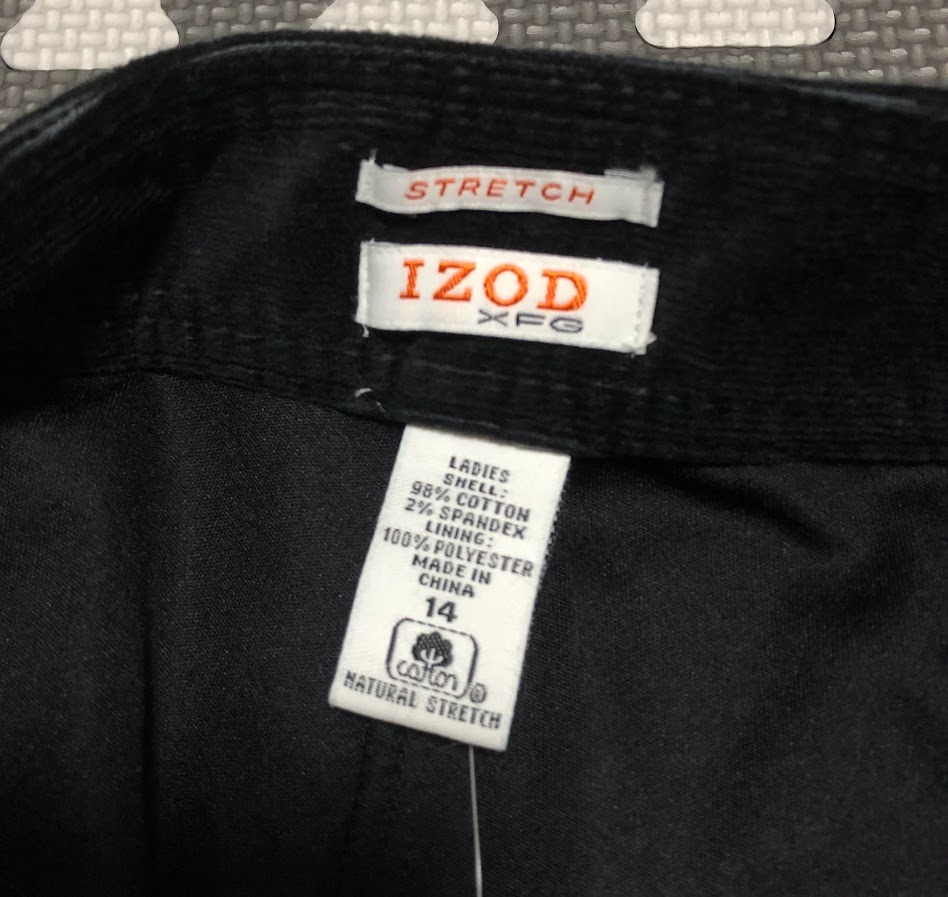 STRETCH
IZOD
XFG
LADIES
SHELL:
98% COTTON
2% SPANDEX
LINING:
100% POLYESTER
MADE IN
CHINA
14
cotton ®
NATURAL STRETCH